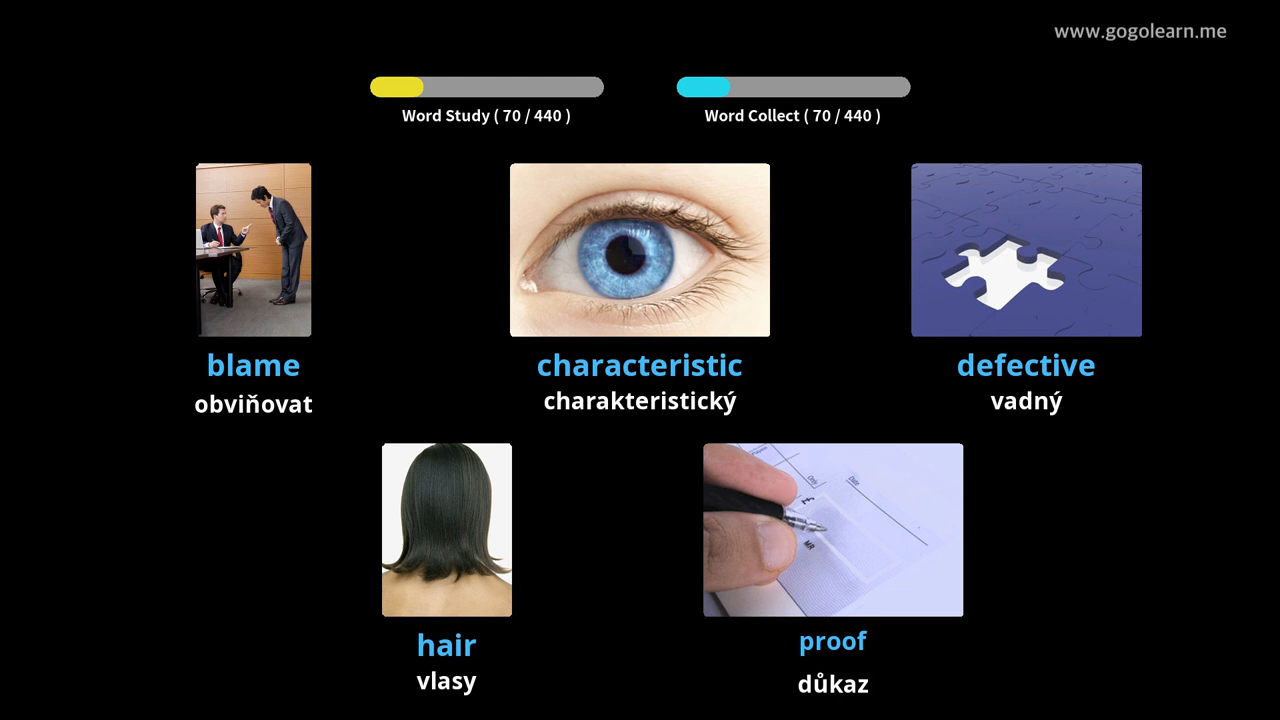 www.gogolearn.me
Word Study ( 70 / 440 )
Word Collect ( 70 / 440 )
blame
obviňovat
characteristic
charakteristický
defective
vadný
hair
vlasy
proof
důkaz